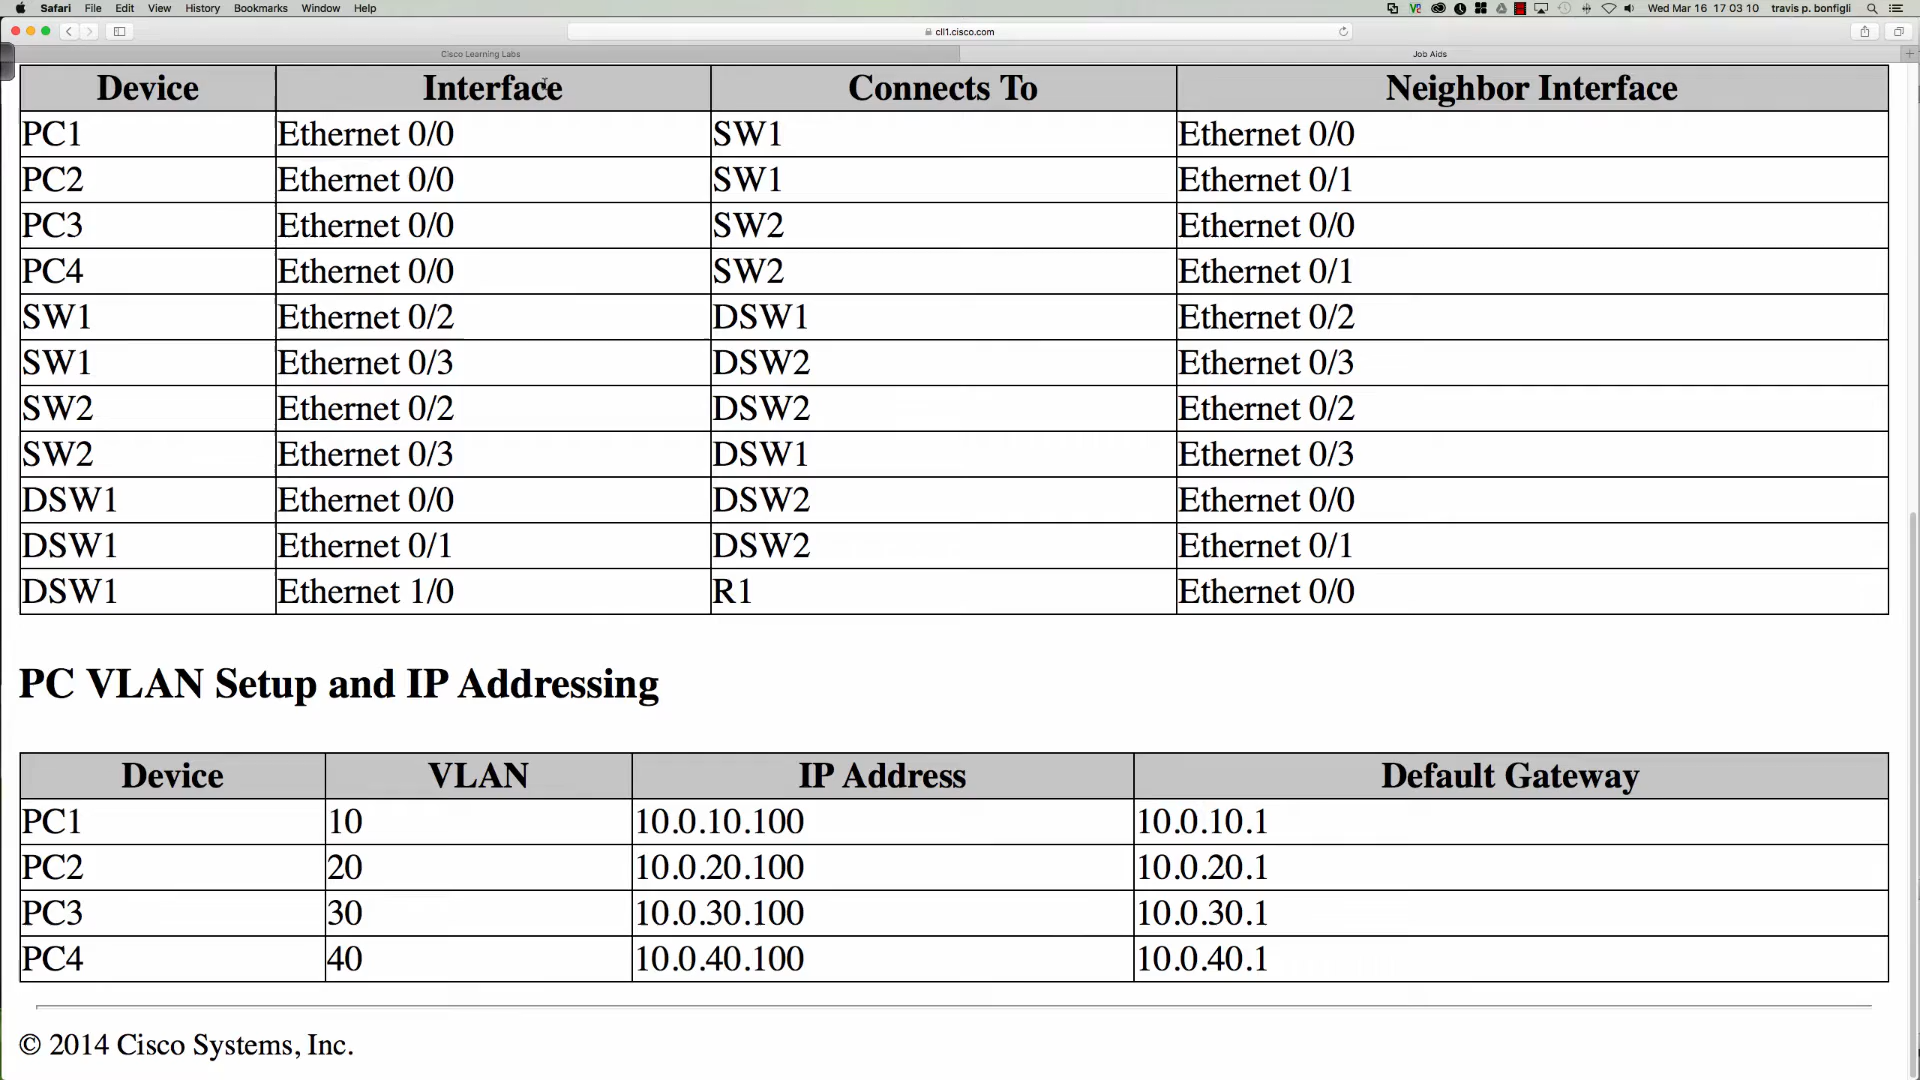 Safari File Edit View History Bookmarks Window Help Wed Mar 16 17 03 10 travis p. bonfigli
cll1.cisco.com
Cisco Learning Labs Job Aids
Device Interface Connects To Neighbor Interface
PC1 Ethernet 0/0 SW1 Ethernet 0/0
PC2 Ethernet 0/0 SW1 Ethernet 0/1
PC3 Ethernet 0/0 SW2 Ethernet 0/0
PC4 Ethernet 0/0 SW2 Ethernet 0/1
SW1 Ethernet 0/2 DSW1 Ethernet 0/2
SW1 Ethernet 0/3 DSW2 Ethernet 0/3
SW2 Ethernet 0/2 DSW2 Ethernet 0/2
SW2 Ethernet 0/3 DSW1 Ethernet 0/3
DSW1 Ethernet 0/0 DSW2 Ethernet 0/0
DSW1 Ethernet 0/1 DSW2 Ethernet 0/1
DSW1 Ethernet 1/0 R1 Ethernet 0/0
PC VLAN Setup and IP Addressing
Device VLAN IP Address Default Gateway
PC1 10 10.0.10.100 10.0.10.1
PC2 20 10.0.20.100 10.0.20.1
PC3 30 10.0.30.100 10.0.30.1
PC4 40 10.0.40.100 10.0.40.1
© 2014 Cisco Systems, Inc.